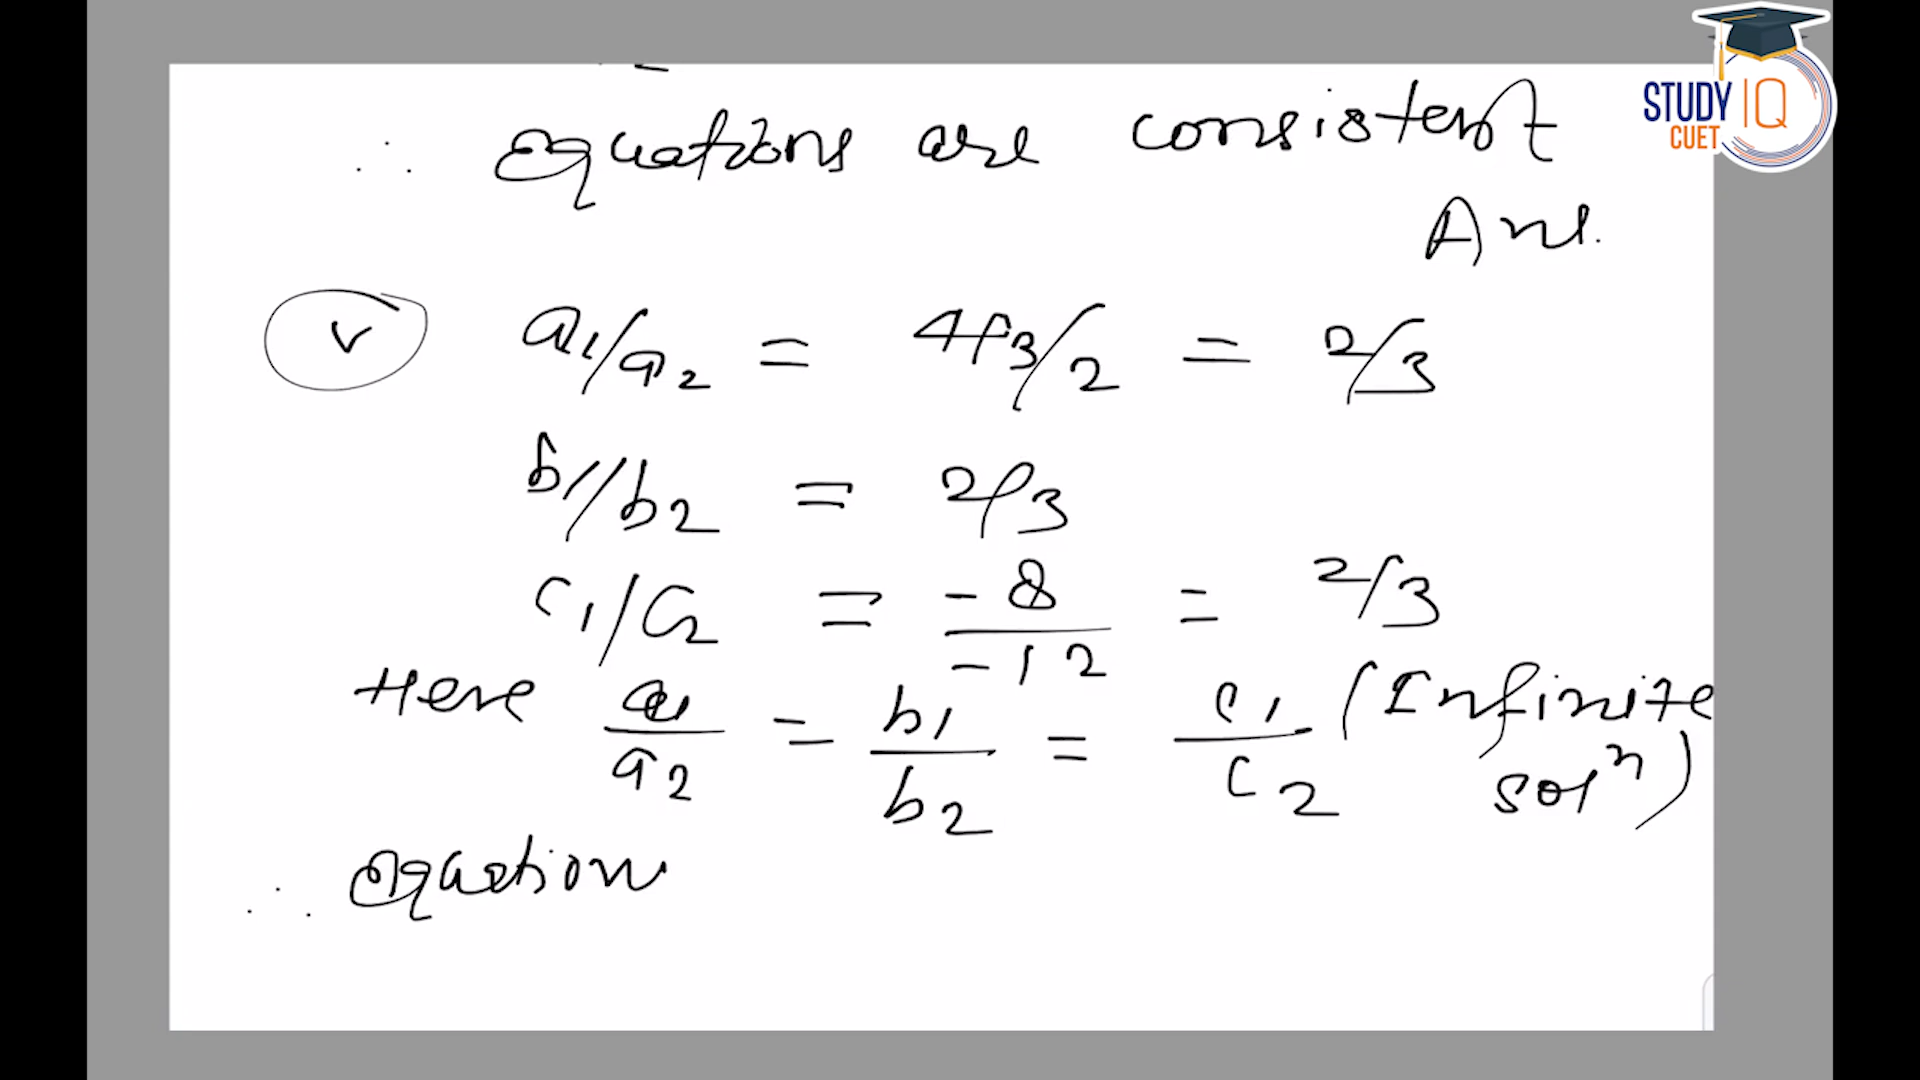 STUDY IQ
CUET
∴ equations are consistent
Ans.
v a1/a2 = 4/3/2 = 2/3
b1/b2 = 2/3
c1/c2 = -8/-12 = 2/3
Here a1/a2 = b1/b2 = c1/c2 (Infinite solⁿ)
∴ equation